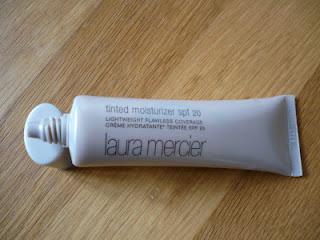 tinted moisturizer spf 20
LIGHTWEIGHT FLAWLESS COVERAGE
CRÈME HYDRATANTE* TEINTÉE SPF 20
laura mercier